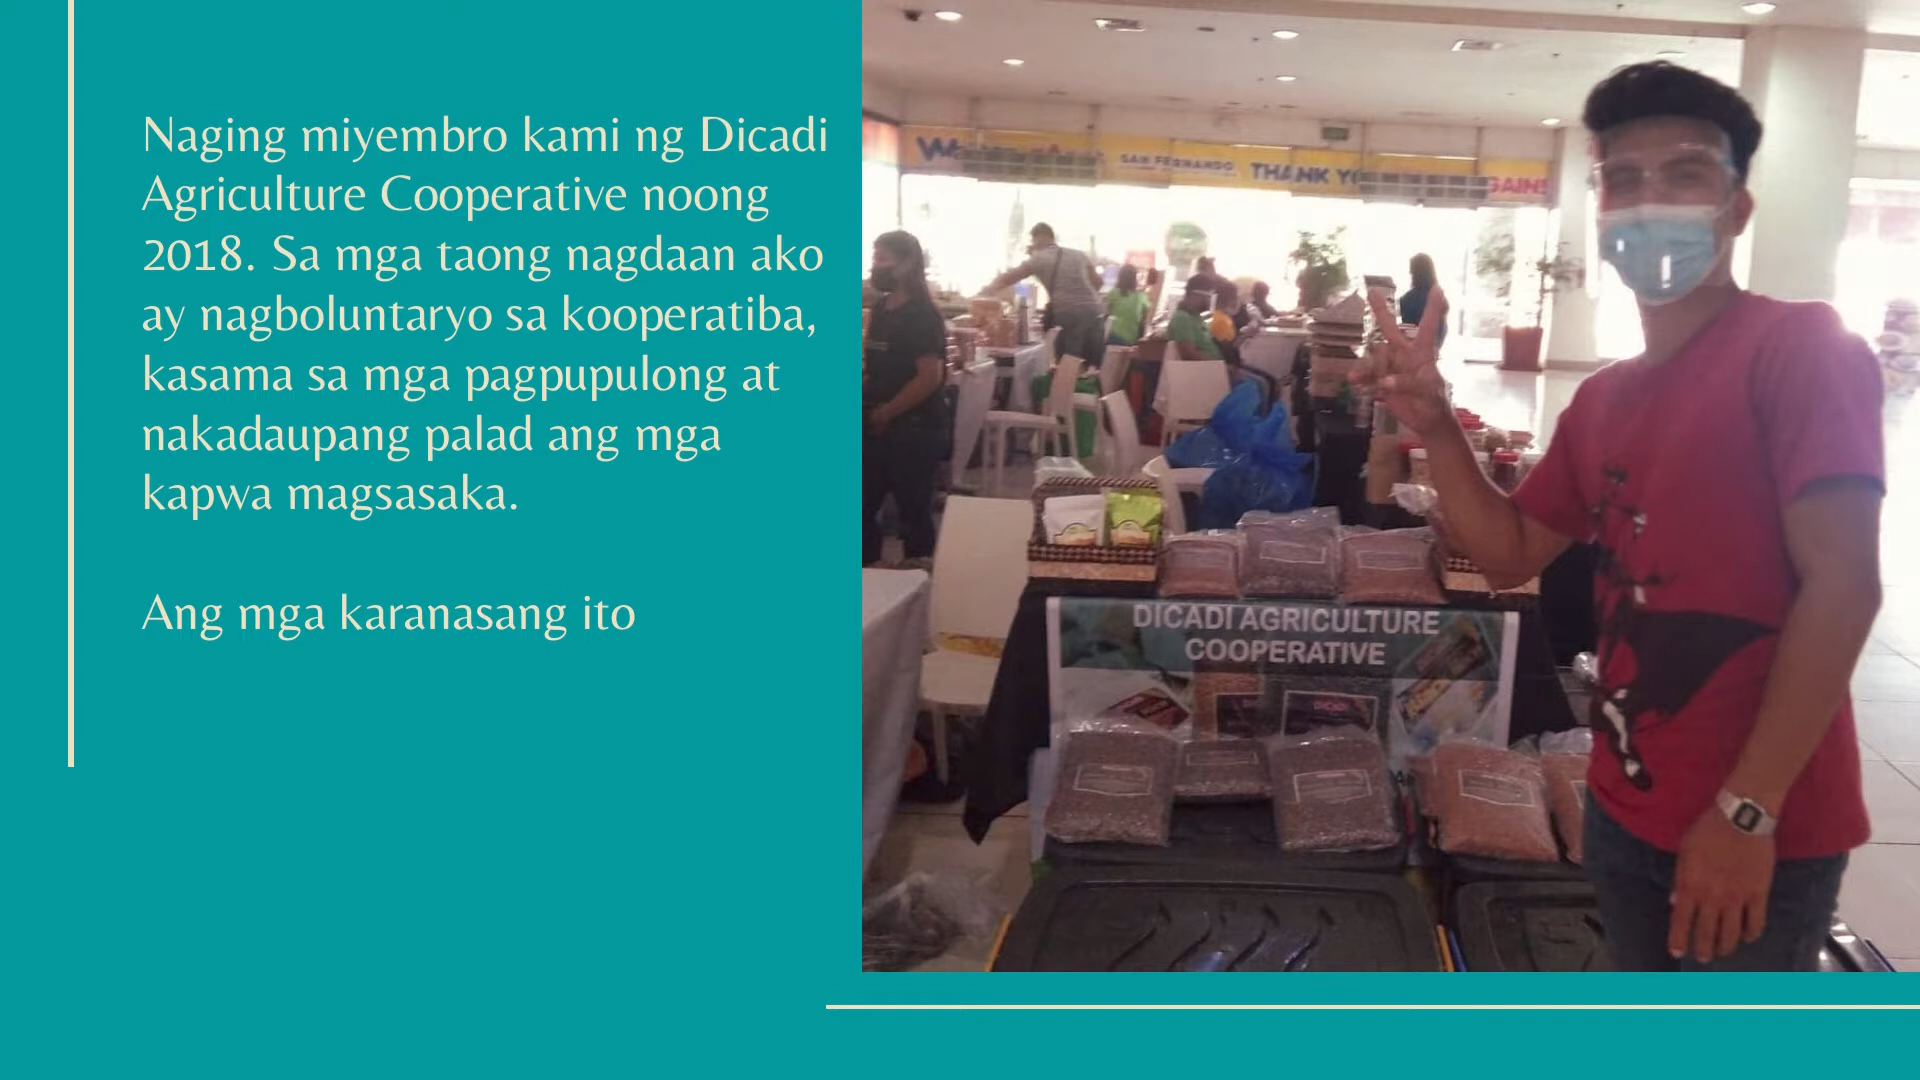 Naging miyembro kami ng Dicadi
Agriculture Cooperative noong
2018. Sa mga taong nagdaan ako
ay nagboluntaryo sa kooperatiba,
kasama sa mga pagpupulong at
nakadaupang palad ang mga
kapwa magsasaka.
Ang mga karanasang ito
SAN FERNANDO
THANK
DICADI AGRICULTURE
COOPERATIVE